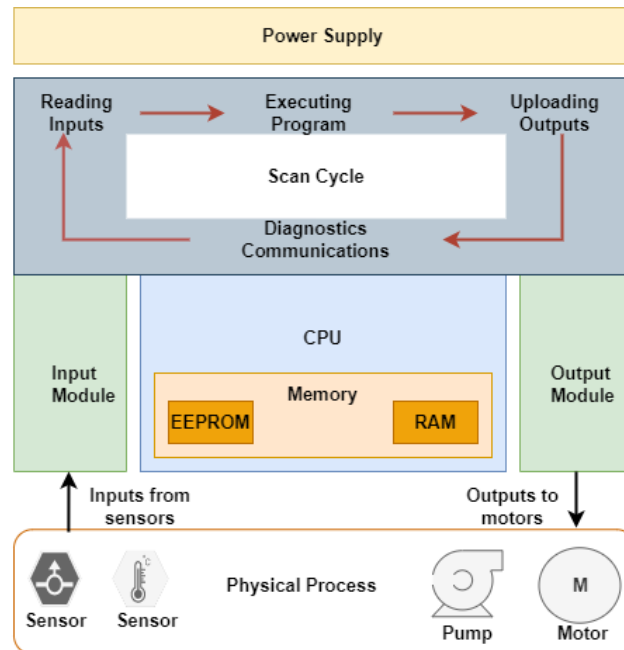 Power Supply
Reading
Inputs
Executing
Program
Uploading
Outputs
Scan Cycle
Diagnostics
Communications
Input
Module
CPU
Memory
EEPROM
RAM
Output
Module
Inputs from
sensors
Outputs to
motors
°C
Sensor
Sensor
Physical Process
Pump
M
Motor